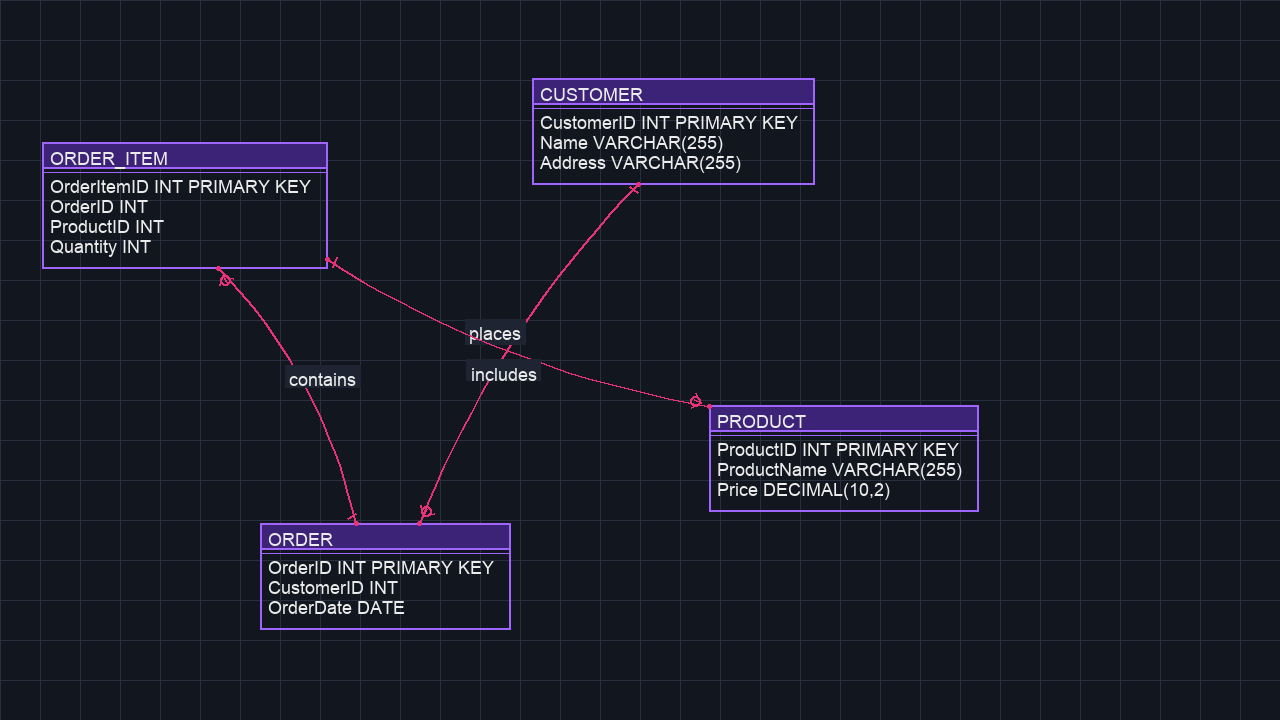 CUSTOMER
CustomerID INT PRIMARY KEY
Name VARCHAR(255)
Address VARCHAR(255)
ORDER_ITEM
OrderItemID INT PRIMARY KEY
OrderID INT
ProductID INT
Quantity INT
places
includes
contains
PRODUCT
ProductID INT PRIMARY KEY
ProductName VARCHAR(255)
Price DECIMAL(10,2)
ORDER
OrderID INT PRIMARY KEY
CustomerID INT
OrderDate DATE